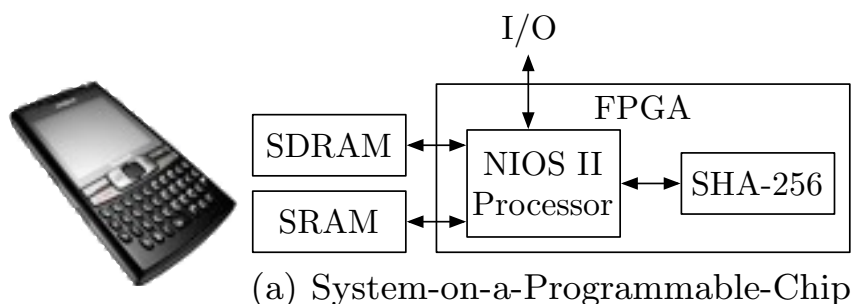 I/O
FPGA
SDRAM
NIOS II
Processor
SHA-256
SRAM
(a) System-on-a-Programmable-Chip